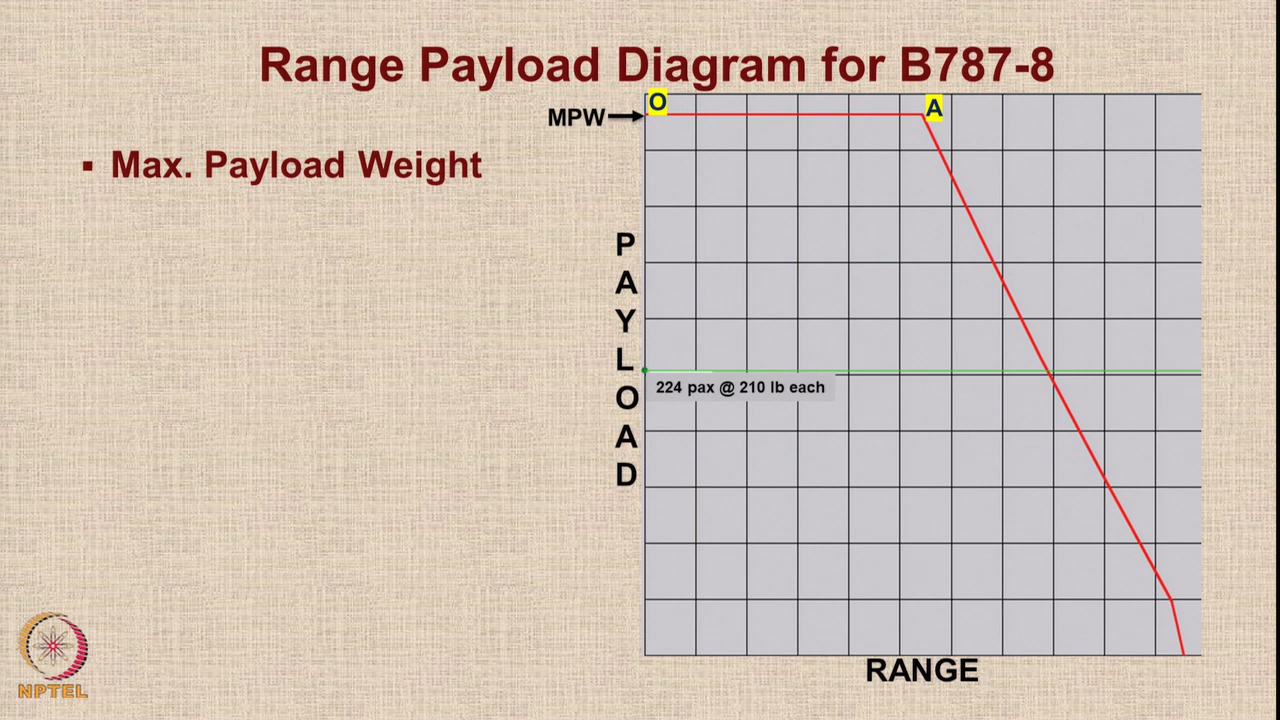 Range Payload Diagram for B787-8
MPW
O
A
▪ Max. Payload Weight
P
A
Y
L
O
A
D
224 pax @ 210 lb each
RANGE
NPTEL